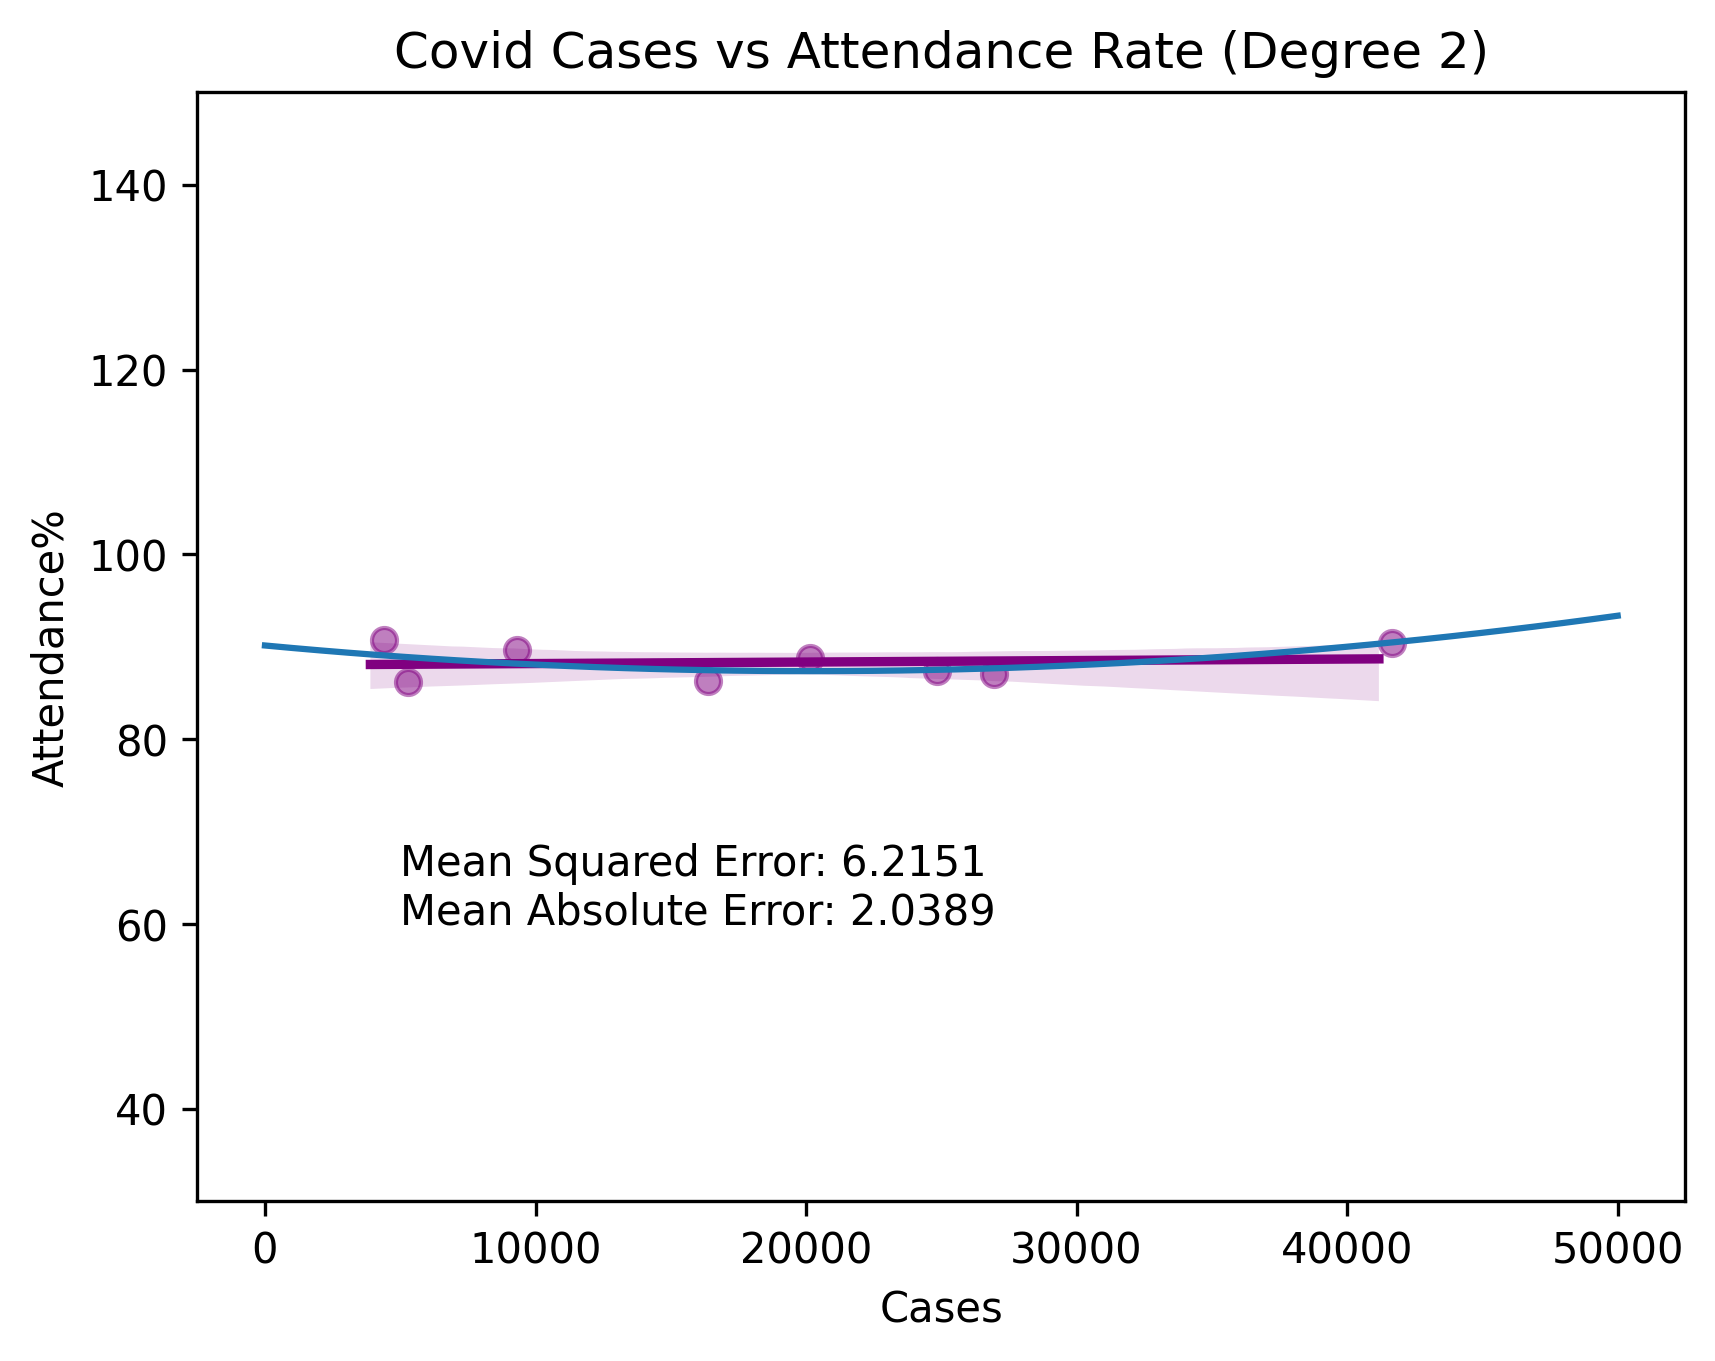 Covid Cases vs Attendance Rate (Degree 2)
140
120
100
80
60
40
Attendance%
Mean Squared Error: 6.2151
Mean Absolute Error: 2.0389
0 10000 20000 30000 40000 50000
Cases